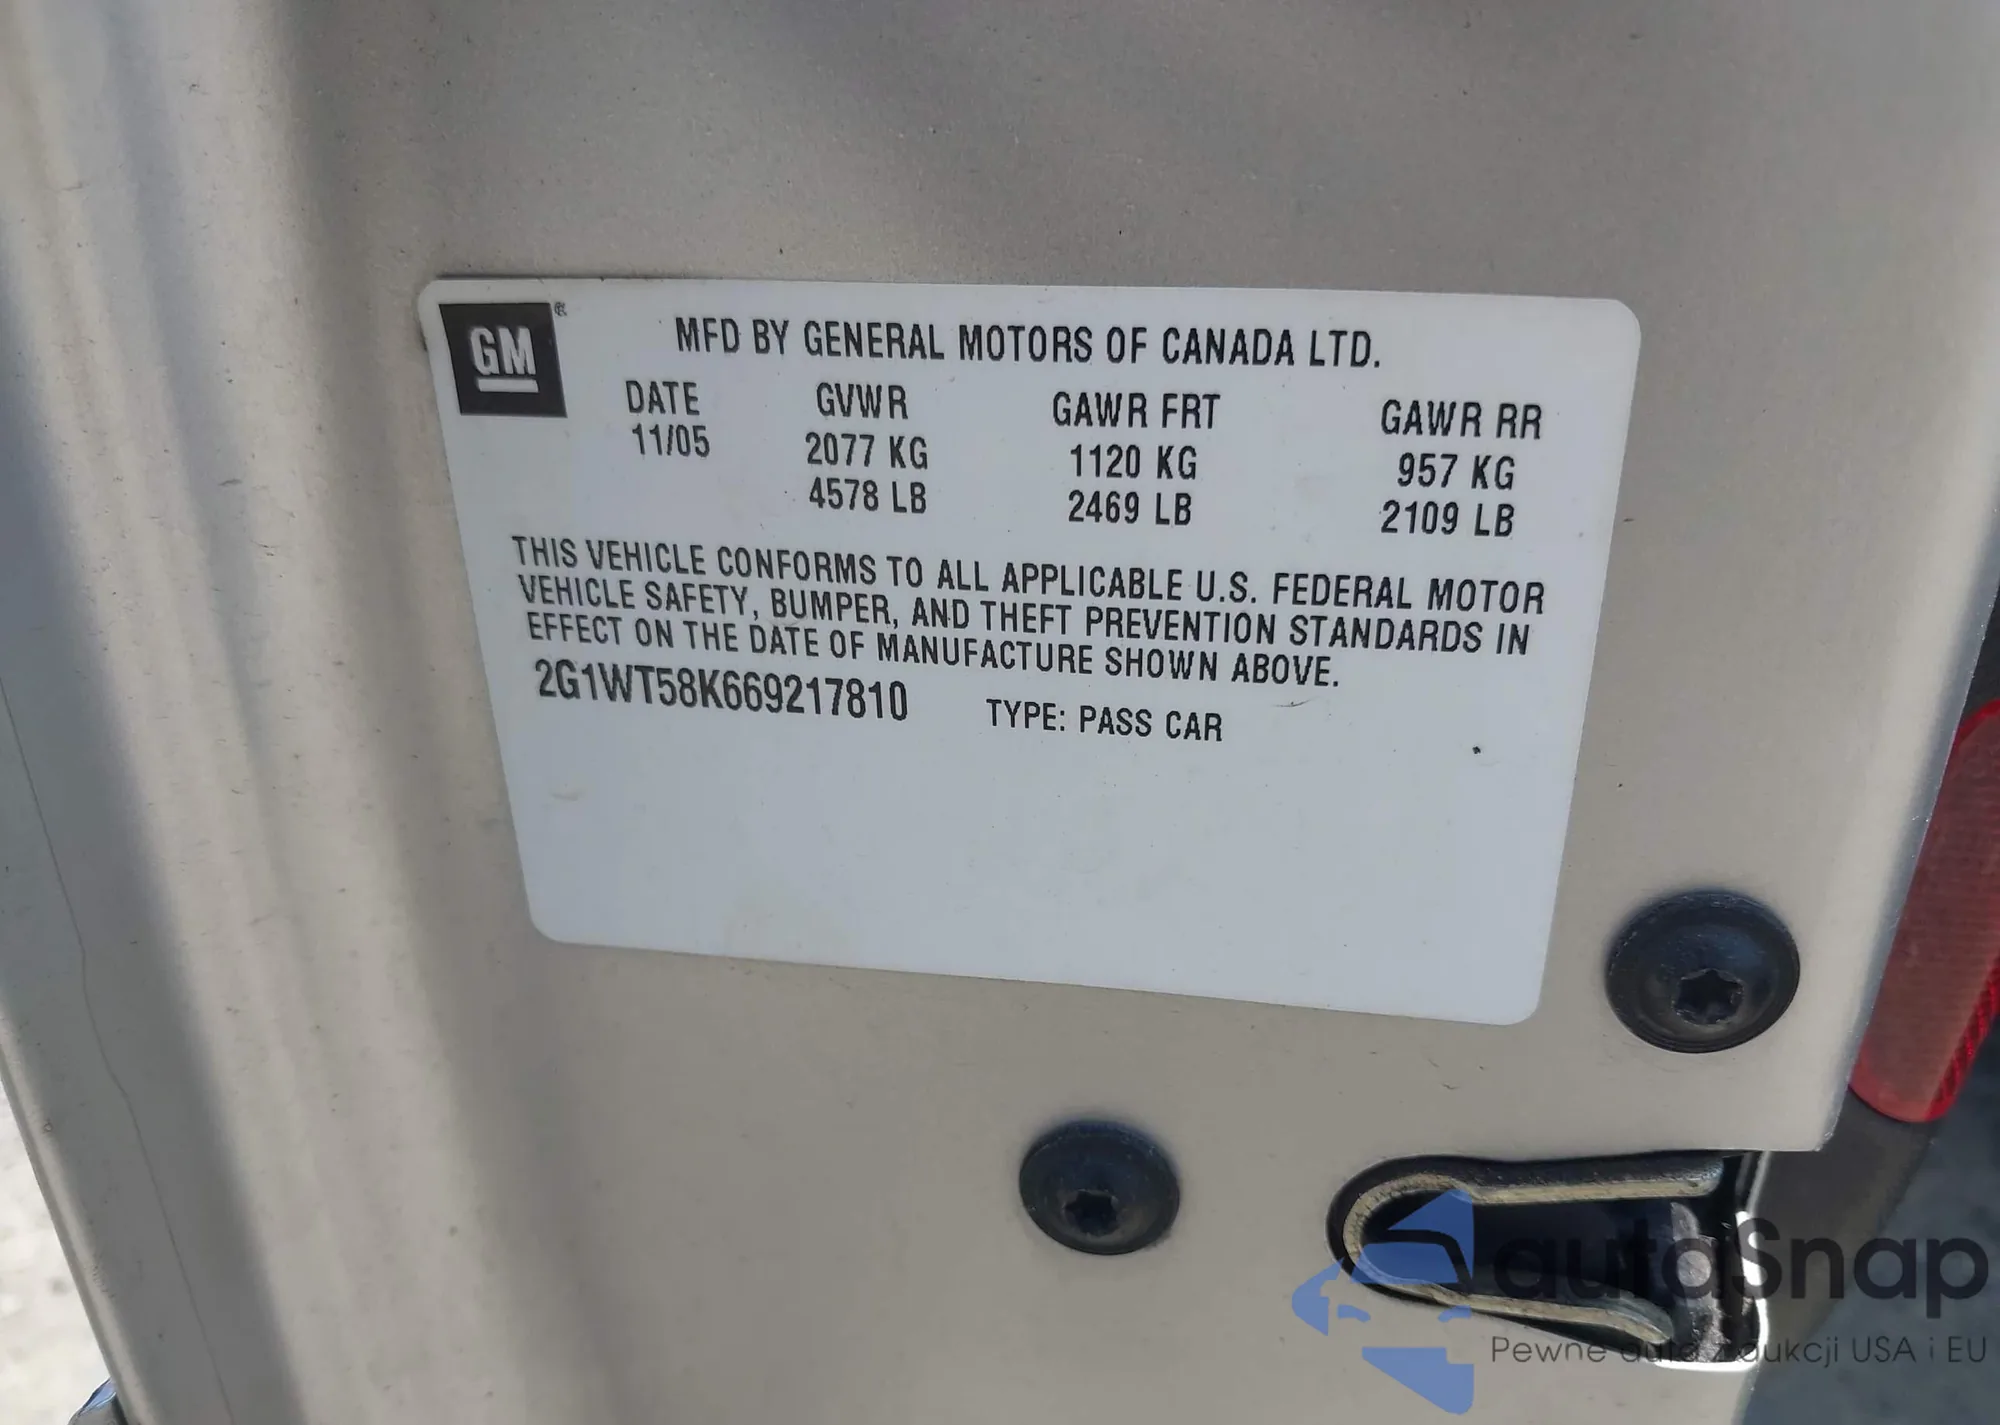 GM®
MFD BY GENERAL MOTORS OF CANADA LTD.
DATE GVWR GAWR FRT GAWR RR
11/05 2077 KG 1120 KG 957 KG
4578 LB 2469 LB 2109 LB
THIS VEHICLE CONFORMS TO ALL APPLICABLE U.S. FEDERAL MOTOR
VEHICLE SAFETY, BUMPER, AND THEFT PREVENTION STANDARDS IN
EFFECT ON THE DATE OF MANUFACTURE SHOWN ABOVE.
2G1WT58K669217810 TYPE: PASS CAR
autaSnap
Pewne auta z aukcji USA i EU